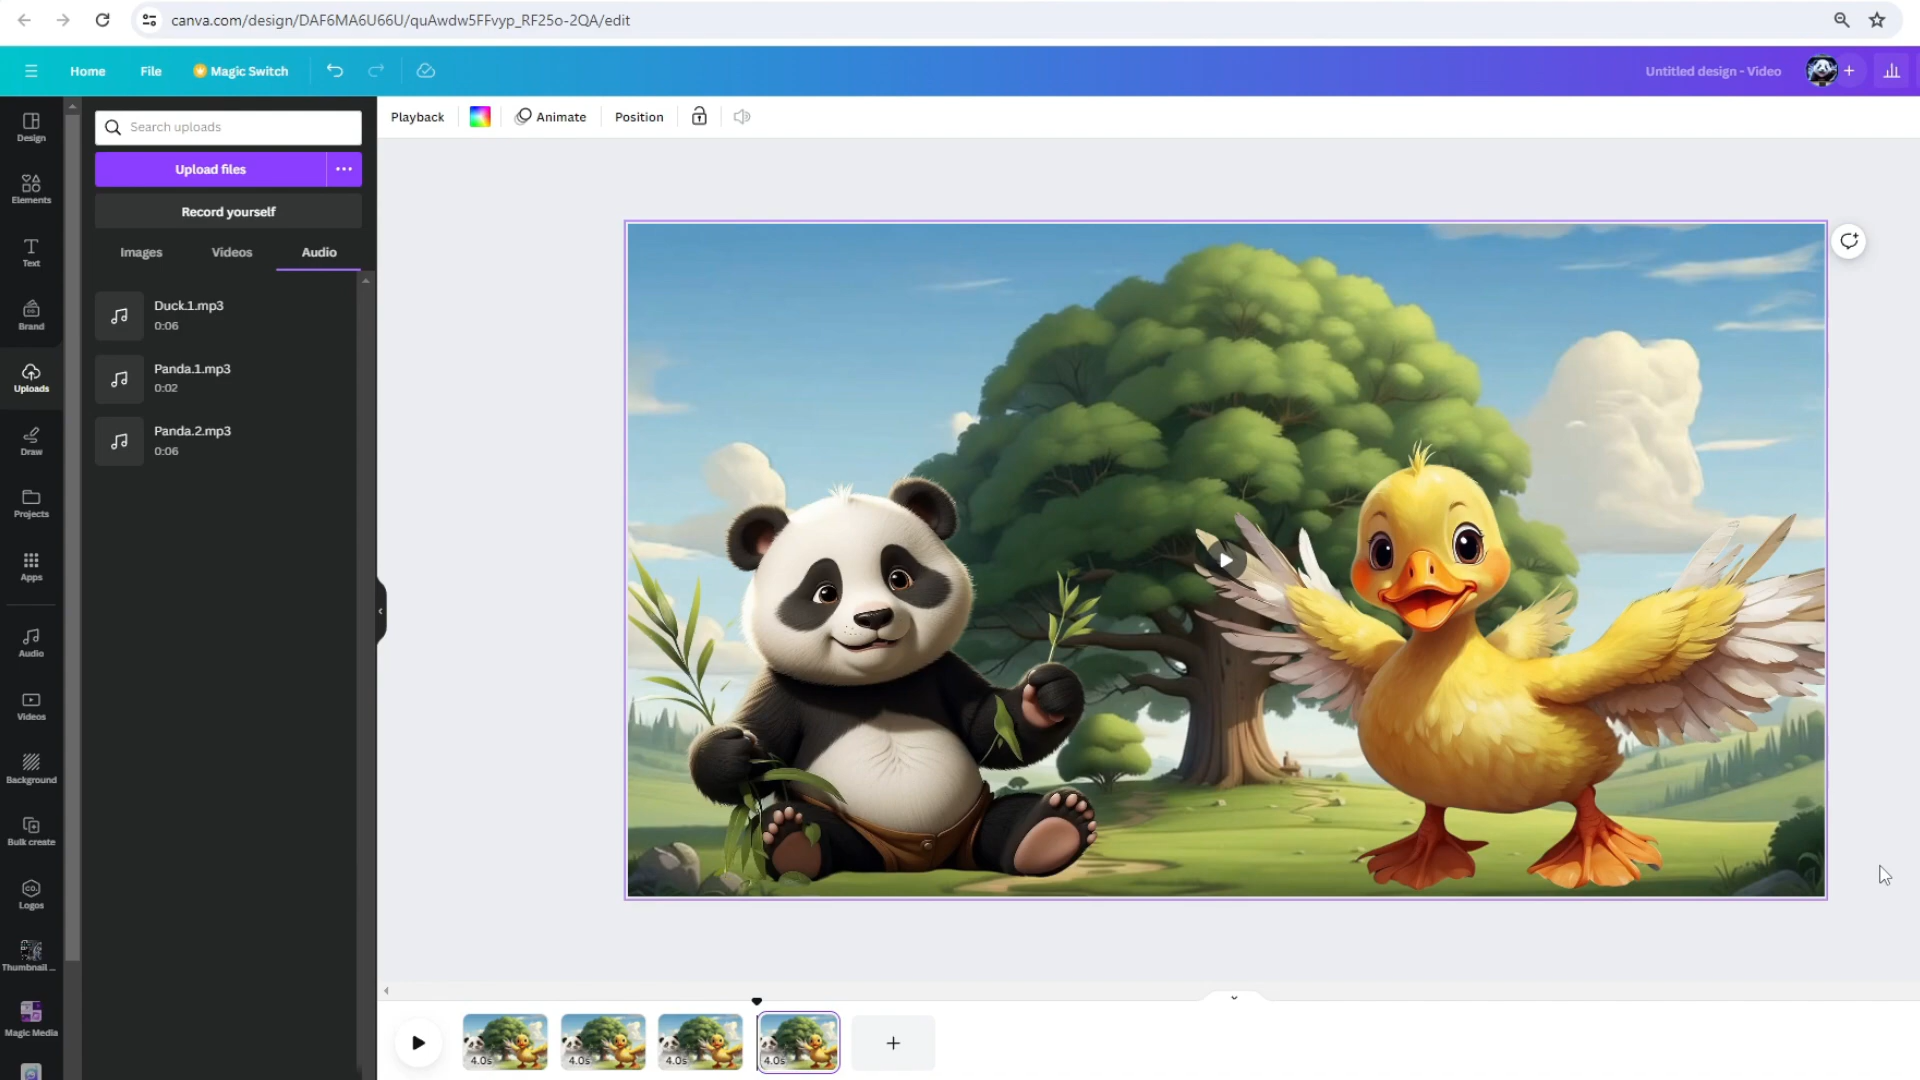 canva.com/design/DAF6MA6U66U/quAwdw5FFvyp_RF25o-2QA/edit
Home File Magic Switch Untitled design - Video
Playback Animate Position
Design
Elements
Text
Brand
Uploads
Draw
Projects
Apps
Audio
Videos
Background
Bulk create
Logos
Thumbnail ...
Magic Media
Search uploads
Upload files
Record yourself
Images Videos Audio
Duck.1.mp3
0:06
Panda.1.mp3
0:02
Panda.2.mp3
0:06
4.0s 4.0s 4.0s 4.0s